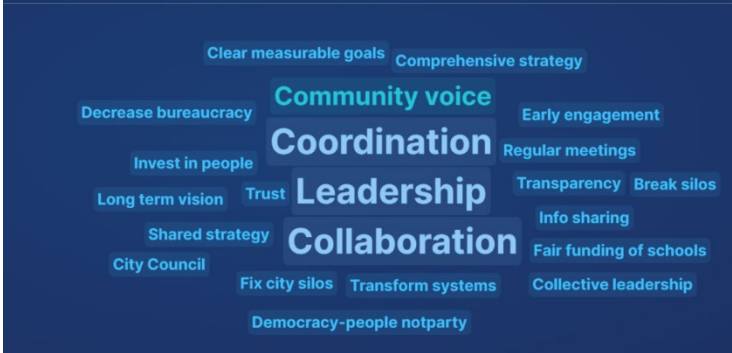 Clear measurable goals
Comprehensive strategy
Community voice
Decrease bureaucracy
Early engagement
Coordination
Regular meetings
Invest in people
Transparency
Break silos
Long term vision
Trust
Leadership
Info sharing
Shared strategy
Collaboration
Fair funding of schools
City Council
Fix city silos
Transform systems
Collective leadership
Democracy-people notparty